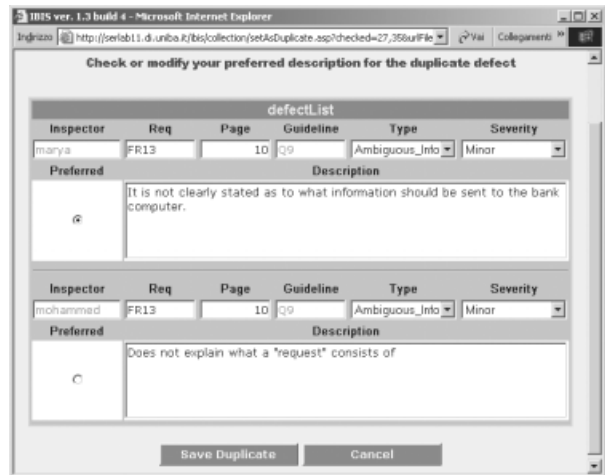 IBIS ver. 1.3 build 4 - Microsoft Internet Explorer
Indirizzo http://serlab11.di.uniba.it/ibis/collection/setAsDuplicate.asp?checked=27,35&urlFile Vai Collegamenti »
Check or modify your preferred description for the duplicate defect
defectList
Inspector Req Page Guideline Type Severity
marya FR13 10 Q9 Ambiguous_Info Minor
Preferred Description
It is not clearly stated as to what information should be sent to the bank
computer.
Inspector Req Page Guideline Type Severity
mohammed FR13 10 Q9 Ambiguous_Info Minor
Preferred Description
Does not explain what a "request" consists of
Save Duplicate Cancel